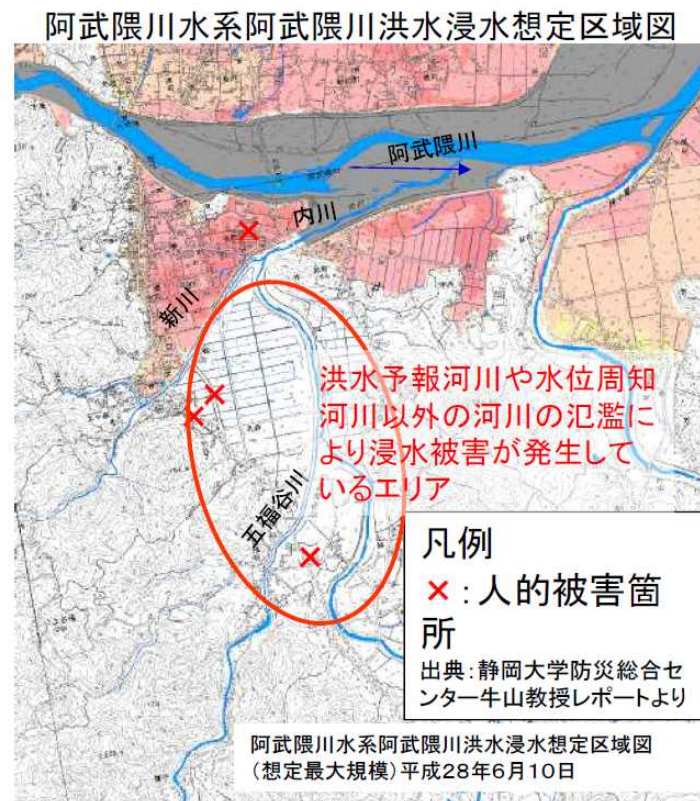 阿武隈川水系阿武隈川洪水浸水想定区域図
阿武隈川
内川
新川
洪水予報河川や水位周知
河川以外の河川の氾濫に
より浸水被害が発生して
いるエリア
五福谷川
凡例
×:人的被害箇
所
出典:静岡大学防災総合セ
ンター牛山教授レポートより
阿武隈川水系阿武隈川洪水浸水想定区域図
(想定最大規模)平成28年6月10日